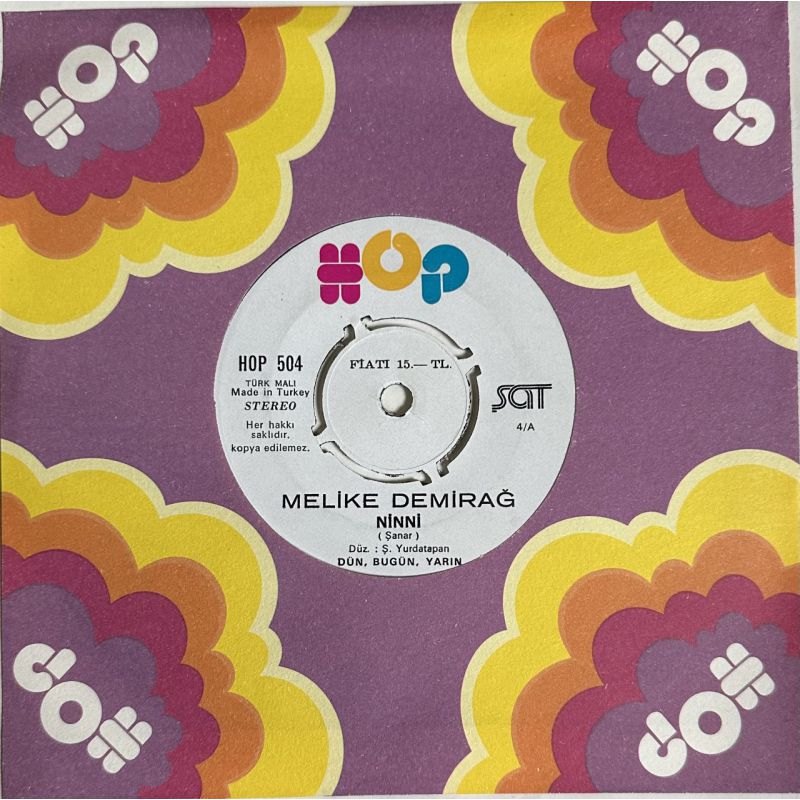 HOP
HOP
HOP
HOP 504
TÜRK MALI
Made in Turkey
STEREO
Her hakkı
saklıdır,
kopya edilemez.
FİATI 15.— TL.
SAT
4/A
MELİKE DEMİRAĞ
NİNNİ
( Şanar )
Düz. : Ş. Yurdatapan
DÜN, BUGÜN, YARIN
HOP
HOP